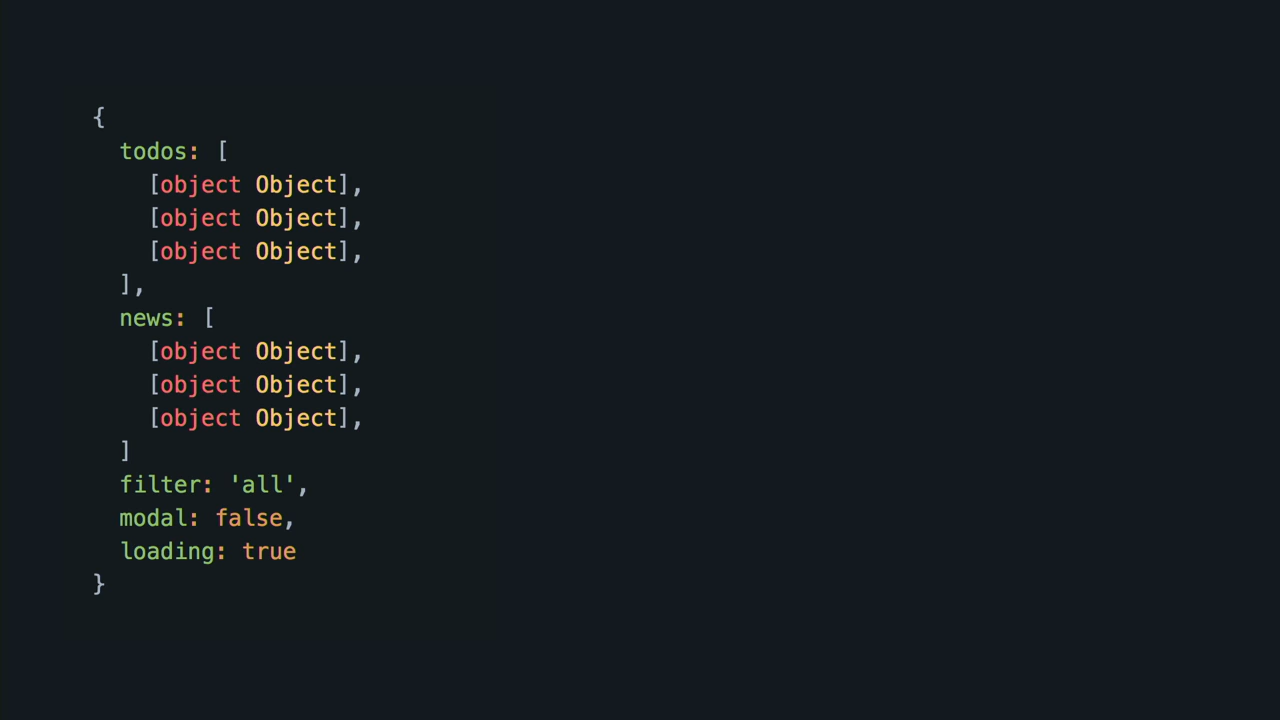 {
  todos: [
    [object Object],
    [object Object],
    [object Object],
  ],
  news: [
    [object Object],
    [object Object],
    [object Object],
  ]
  filter: 'all',
  modal: false,
  loading: true
}